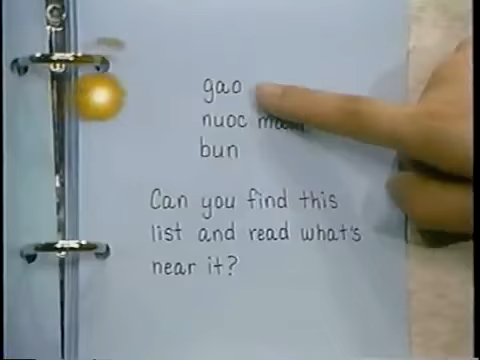 gao
nuoc
bun
Can you find this
list and read what's
near it?